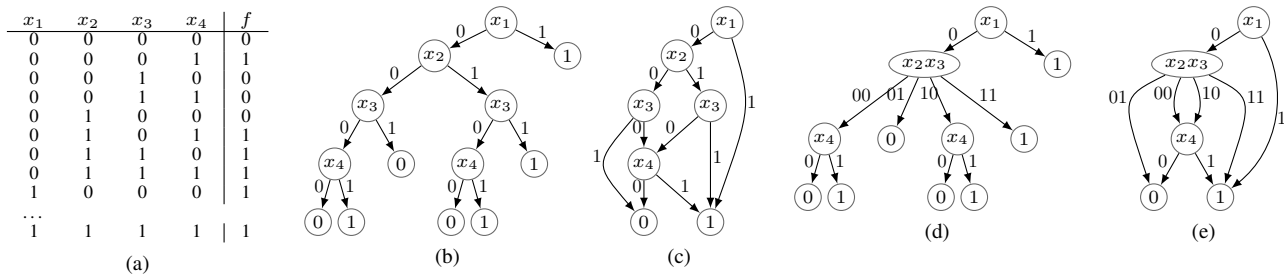 x₁ x₂ x₃ x₄ f
0 0 0 0 0
0 0 0 1 1
0 0 1 0 0
0 0 1 1 0
0 1 0 0 0
0 1 0 1 1
0 1 1 0 1
0 1 1 1 1
1 0 0 0 1
...
1 1 1 1 1
(a)
x₁
0 1
x₂ 1
0 1
x₃ x₃
0 1 0 1
x₄ 0 x₄ 1
0 1 0 1
0 1 0 1
(b)
x₁
0
x₂
0 1
x₃ x₃
1
0 0
1 x₄ 1
0 1
0 1
(c)
x₁
0 1
x₂x₃ 1
00 01 10 11
x₄ 0 x₄ 1
0 1 0 1
0 1 0 1
(d)
x₁
0
x₂x₃
01 00 10 11
1
x₄
0 1
0 1
(e)